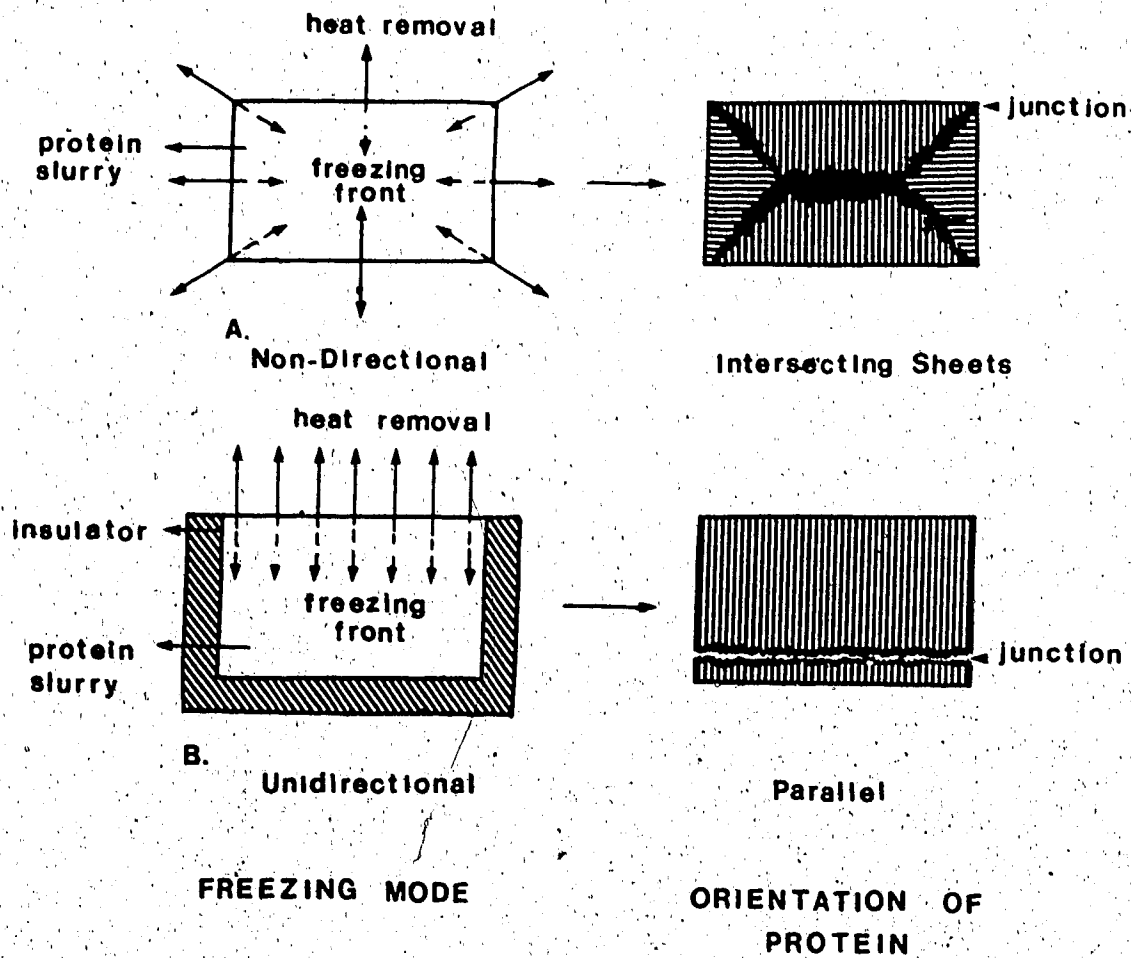 heat removal
junction
protein
slurry
freezing
front
A.
Non-Directional
Intersecting Sheets
heat removal
insulator
freezing
front
protein
slurry
junction
B.
Unidirectional
Parallel
FREEZING MODE
ORIENTATION OF
PROTEIN